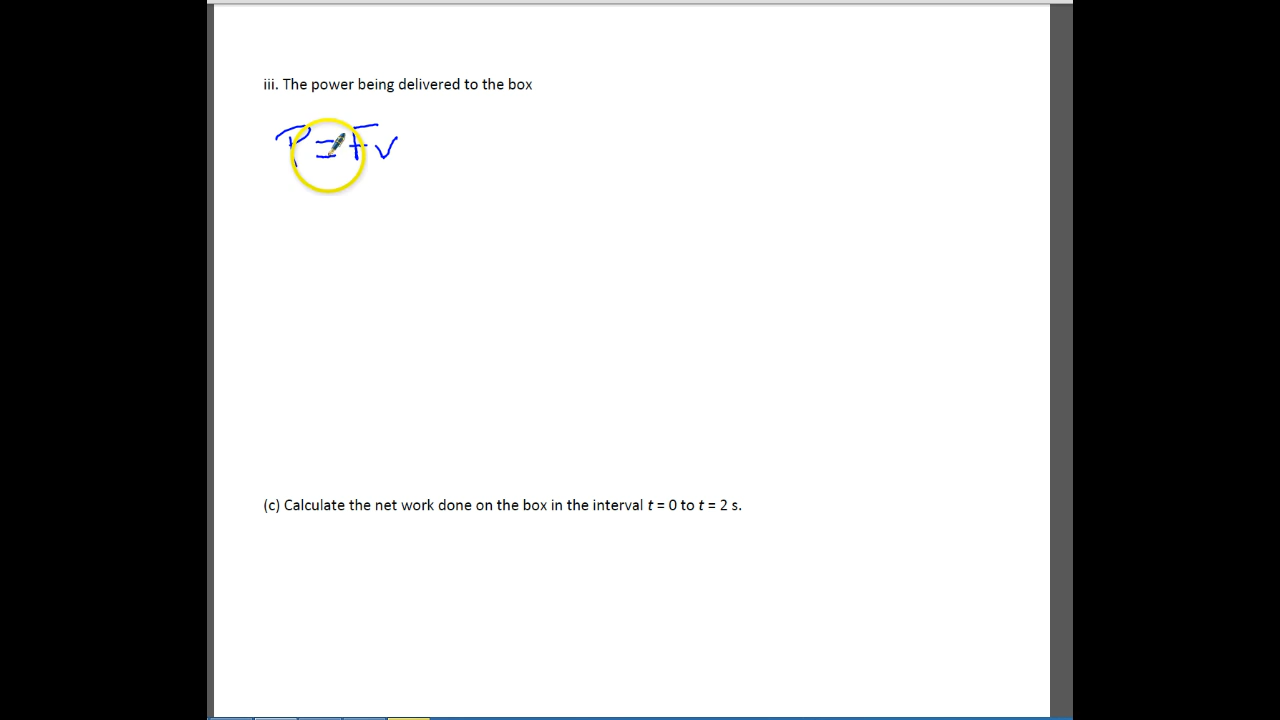 iii. The power being delivered to the box
P = Fv
(c) Calculate the net work done on the box in the interval t = 0 to t = 2 s.